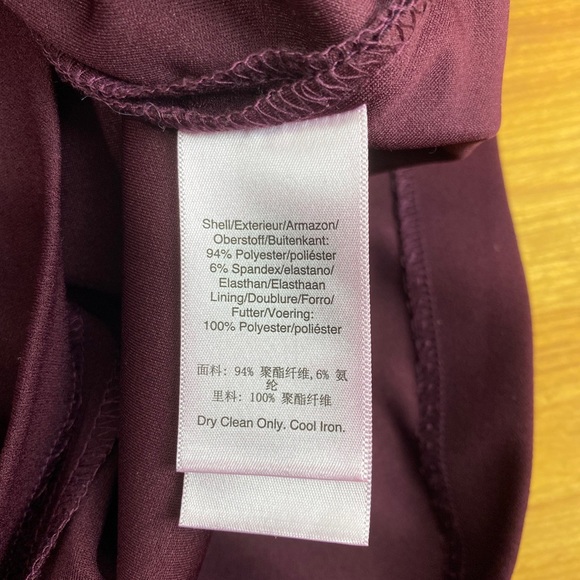 Shell/Exterieur/Armazon/
Oberstoff/Buitenkant:
94% Polyester/poliéster
6% Spandex/elastano/
Elasthan/Elasthaan
Lining/Doublure/Forro/
Futter/Voering:
100% Polyester/poliéster
面料: 94% 聚酯纤维,6% 氨
纶
里料: 100% 聚酯纤维
Dry Clean Only. Cool Iron.